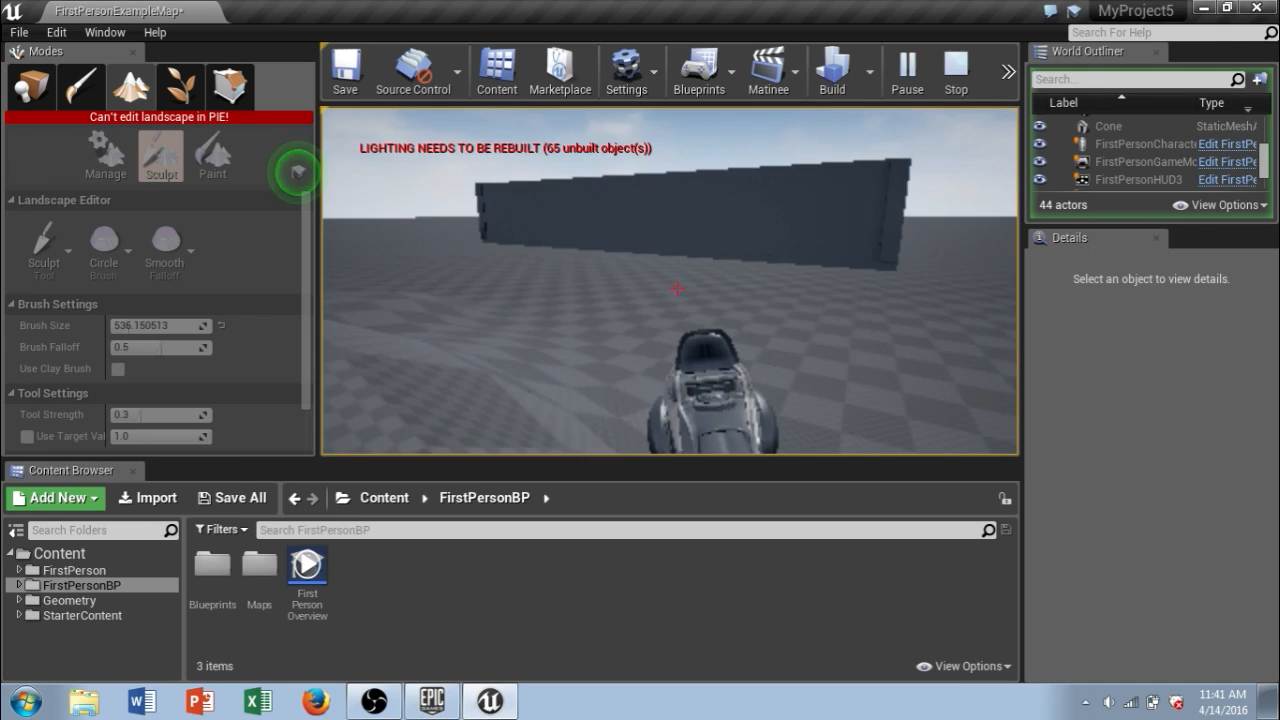 FirstPersonExampleMap*
MyProject5
File Edit Window Help
Search For Help
Modes
World Outliner
Save Source Control Content Marketplace Settings Blueprints Matinee Build Pause Stop
Search...
Label Type
Can't edit landscape in PIE!
Cone StaticMesh/
Manage Sculpt Paint
LIGHTING NEEDS TO BE REBUILT (65 unbuilt object(s))
FirstPersonCharact Edit FirstPe
FirstPersonGameMo Edit FirstPe
FirstPersonHUD3 Edit FirstPe
44 actors View Options
Landscape Editor
Details
Select an object to view details.
Sculpt Circle Smooth
Tool Brush Falloff
Brush Settings
Brush Size 536.150513
Brush Falloff 0.5
Use Clay Brush
Tool Settings
Tool Strength 0.3
Use Target Val 1.0
Content Browser
Add New Import Save All Content FirstPersonBP
Search Folders Filters Search FirstPersonBP
Content
FirstPerson
FirstPersonBP
Geometry
StarterContent
Blueprints Maps First Person Overview
3 items View Options
EPIC GAMES
11:41 AM
4/14/2016